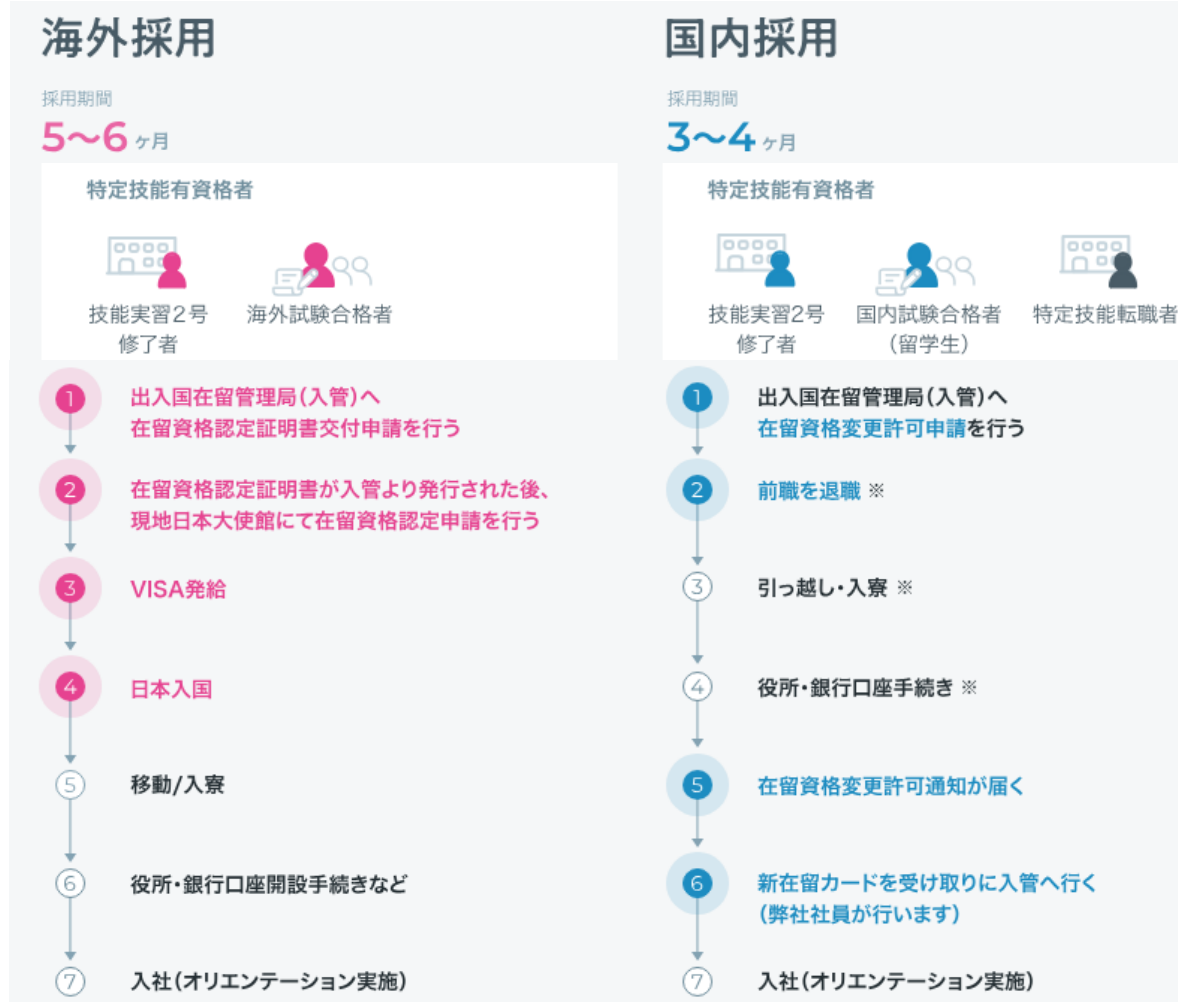 海外採用
採用期間
5〜6 ヶ月
特定技能有資格者
技能実習2号
修了者
海外試験合格者
1
出入国在留管理局(入管)へ
在留資格認定証明書交付申請を行う
2
在留資格認定証明書が入管より発行された後、
現地日本大使館にて在留資格認定申請を行う
3
VISA発給
4
日本入国
5
移動/入寮
6
役所・銀行口座開設手続きなど
7
入社(オリエンテーション実施)
国内採用
採用期間
3〜4 ヶ月
特定技能有資格者
技能実習2号
修了者
国内試験合格者
(留学生)
特定技能転職者
1
出入国在留管理局(入管)へ
在留資格変更許可申請を行う
2
前職を退職 ※
3
引っ越し・入寮 ※
4
役所・銀行口座手続き ※
5
在留資格変更許可通知が届く
6
新在留カードを受け取りに入管へ行く
(弊社社員が行います)
7
入社(オリエンテーション実施)